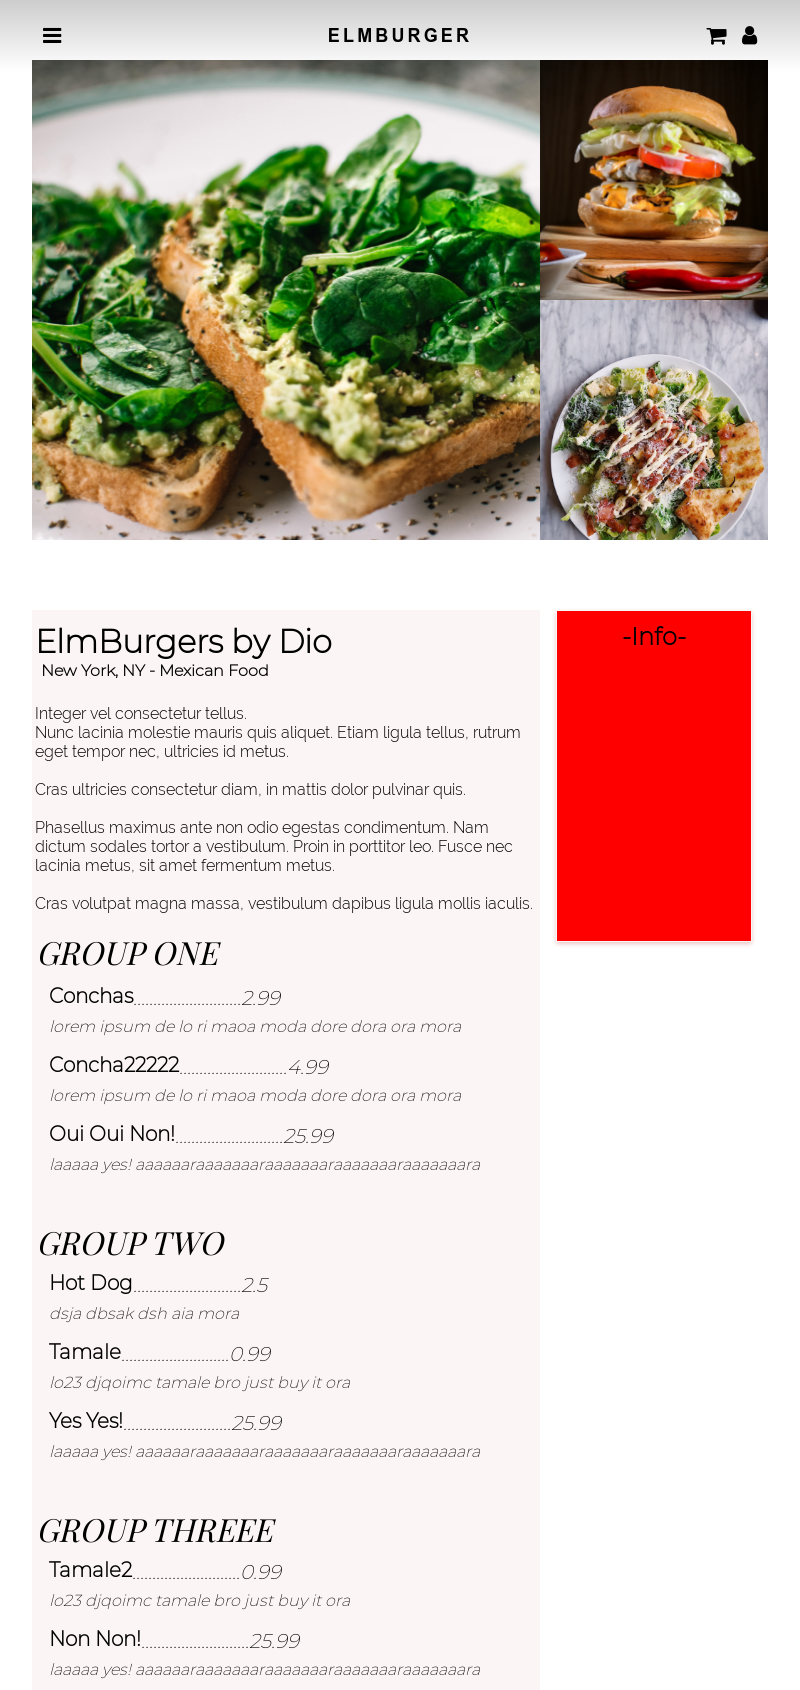 ELMBURGER
ElmBurgers by Dio
New York, NY - Mexican Food
-Info-
Integer vel consectetur tellus.
Nunc lacinia molestie mauris quis aliquet. Etiam ligula tellus, rutrum
eget tempor nec, ultricies id metus.
Cras ultricies consectetur diam, in mattis dolor pulvinar quis.
Phasellus maximus ante non odio egestas condimentum. Nam
dictum sodales tortor a vestibulum. Proin in porttitor leo. Fusce nec
lacinia metus, sit amet fermentum metus.
Cras volutpat magna massa, vestibulum dapibus ligula mollis iaculis.
GROUP ONE
Conchas...........................2.99
lorem ipsum de lo ri maoa moda dore dora ora mora
Concha22222...........................4.99
lorem ipsum de lo ri maoa moda dore dora ora mora
Oui Oui Non!...........................25.99
laaaaa yes! aaaaaaraaaaaaaraaaaaaaraaaaaaaraaaaaaara
GROUP TWO
Hot Dog...........................2.5
dsja dbsak dsh aia mora
Tamale...........................0.99
lo23 djqoimc tamale bro just buy it ora
Yes Yes!...........................25.99
laaaaa yes! aaaaaaraaaaaaaraaaaaaaraaaaaaaraaaaaaara
GROUP THREEE
Tamale2...........................0.99
lo23 djqoimc tamale bro just buy it ora
Non Non!...........................25.99
laaaaa yes! aaaaaaraaaaaaaraaaaaaaraaaaaaaraaaaaaara